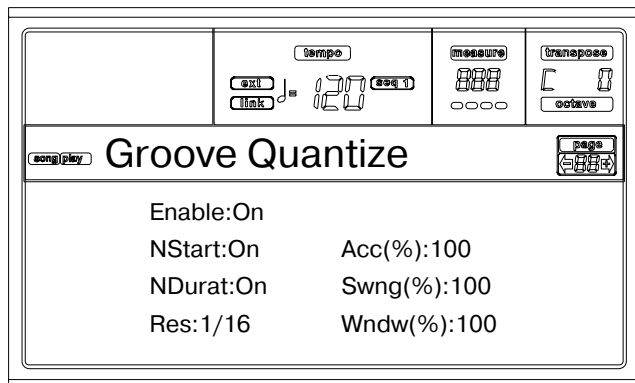 tempo
measure
transpose
ext
link
= 120
seq 1
888
C 0
octave
song play
Groove Quantize
page
- 88 +
Enable:On
NStart:On Acc(%):100
NDurat:On Swng(%):100
Res:1/16 Wndw(%):100